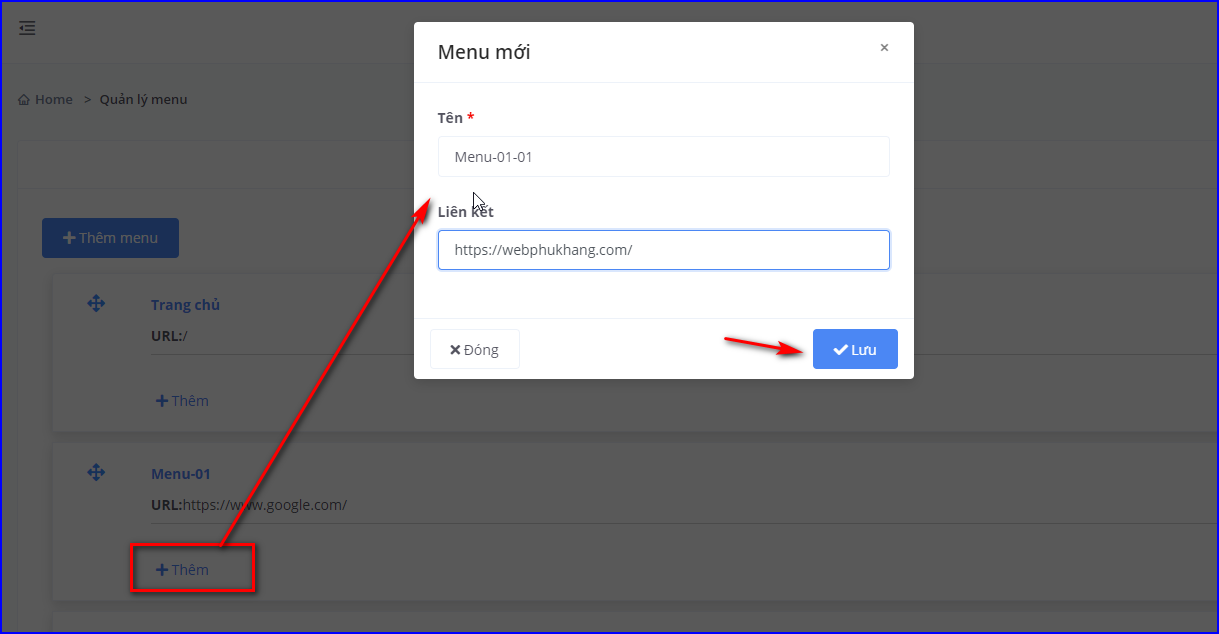 Menu mới
×
Home > Quản lý menu
Tên *
Menu-01-01
Liên kết
Thêm menu
https://webphukhang.com/
Trang chủ
URL:/
Đóng
Lưu
Thêm
Menu-01
URL:https://www.google.com/
Thêm